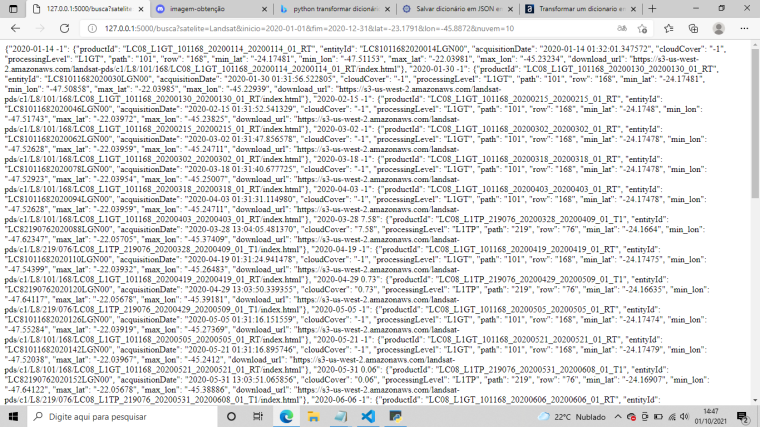 127.0.0.1:5000/busca?satelite=
imagem-obtenção
python transformar dicionário
Salvar dicionário em JSON e
Transformar um dicionario e
127.0.0.1:5000/busca?satelite=Landsat&inicio=2020-01-01&fim=2020-12-31&lat=-23.1791&lon=-45.8872&nuvem=10
{"2020-01-14 -1": {"productId": "LC08_L1GT_101168_20200114_20200114_01_RT", "entityId": "LC81011682020014LGN00", "acquisitionDate": "2020-01-14 01:32:01.347572", "cloudCover": "-1",
"processingLevel": "L1GT", "path": "101", "row": "168", "min_lat": "-24.17481", "min_lon": "-47.51153", "max_lat": "-22.03981", "max_lon": "-45.23234", "download_url": "https://s3-us-west-
2.amazonaws.com/landsat-pds/c1/L8/101/168/LC08_L1GT_101168_20200114_20200114_01_RT/index.html"}, "2020-01-30 -1": {"productId": "LC08_L1GT_101168_20200130_20200130_01_RT",
"entityId": "LC81011682020030LGN00", "acquisitionDate": "2020-01-30 01:31:56.522805", "cloudCover": "-1", "processingLevel": "L1GT", "path": "101", "row": "168", "min_lat": "-24.17481",
"min_lon": "-47.50858", "max_lat": "-22.03985", "max_lon": "-45.22939", "download_url": "https://s3-us-west-2.amazonaws.com/landsat-
pds/c1/L8/101/168/LC08_L1GT_101168_20200130_20200130_01_RT/index.html"}, "2020-02-15 -1": {"productId": "LC08_L1GT_101168_20200215_20200215_01_RT", "entityId":
"LC81011682020046LGN00", "acquisitionDate": "2020-02-15 01:31:52.541329", "cloudCover": "-1", "processingLevel": "L1GT", "path": "101", "row": "168", "min_lat": "-24.1748", "min_lon":
"-47.51743", "max_lat": "-22.03972", "max_lon": "-45.23825", "download_url": "https://s3-us-west-2.amazonaws.com/landsat-
pds/c1/L8/101/168/LC08_L1GT_101168_20200215_20200215_01_RT/index.html"}, "2020-03-02 -1": {"productId": "LC08_L1GT_101168_20200302_20200302_01_RT", "entityId":
"LC81011682020062LGN00", "acquisitionDate": "2020-03-02 01:31:47.856578", "cloudCover": "-1", "processingLevel": "L1GT", "path": "101", "row": "168", "min_lat": "-24.17478", "min_lon":
"-47.52628", "max_lat": "-22.03959", "max_lon": "-45.24711", "download_url": "https://s3-us-west-2.amazonaws.com/landsat-
pds/c1/L8/101/168/LC08_L1GT_101168_20200302_20200302_01_RT/index.html"}, "2020-03-18 -1": {"productId": "LC08_L1GT_101168_20200318_20200318_01_RT", "entityId":
"LC81011682020078LGN00", "acquisitionDate": "2020-03-18 01:31:40.677725", "cloudCover": "-1", "processingLevel": "L1GT", "path": "101", "row": "168", "min_lat": "-24.17478", "min_lon":
"-47.52923", "max_lat": "-22.03954", "max_lon": "-45.25007", "download_url": "https://s3-us-west-2.amazonaws.com/landsat-
pds/c1/L8/101/168/LC08_L1GT_101168_20200318_20200318_01_RT/index.html"}, "2020-04-03 -1": {"productId": "LC08_L1GT_101168_20200403_20200403_01_RT", "entityId":
"LC81011682020094LGN00", "acquisitionDate": "2020-04-03 01:31:31.114980", "cloudCover": "-1", "processingLevel": "L1GT", "path": "101", "row": "168", "min_lat": "-24.17478", "min_lon":
"-47.52628", "max_lat": "-22.03959", "max_lon": "-45.24711", "download_url": "https://s3-us-west-2.amazonaws.com/landsat-
pds/c1/L8/101/168/LC08_L1GT_101168_20200403_20200403_01_RT/index.html"}, "2020-03-28 7.58": {"productId": "LC08_L1TP_219076_20200328_20200409_01_T1", "entityId":
"LC82190762020088LGN00", "acquisitionDate": "2020-03-28 13:04:05.481370", "cloudCover": "7.58", "processingLevel": "L1TP", "path": "219", "row": "76", "min_lat": "-24.1664", "min_lon":
"-47.62347", "max_lat": "-22.05705", "max_lon": "-45.37409", "download_url": "https://s3-us-west-2.amazonaws.com/landsat-
pds/c1/L8/219/076/LC08_L1TP_219076_20200328_20200409_01_T1/index.html"}, "2020-04-19 -1": {"productId": "LC08_L1GT_101168_20200419_20200419_01_RT", "entityId":
"LC81011682020110LGN00", "acquisitionDate": "2020-04-19 01:31:24.941478", "cloudCover": "-1", "processingLevel": "L1GT", "path": "101", "row": "168", "min_lat": "-24.17475", "min_lon":
"-47.54399", "max_lat": "-22.03932", "max_lon": "-45.26483", "download_url": "https://s3-us-west-2.amazonaws.com/landsat-
pds/c1/L8/101/168/LC08_L1GT_101168_20200419_20200419_01_RT/index.html"}, "2020-04-29 0.73": {"productId": "LC08_L1TP_219076_20200429_20200509_01_T1", "entityId":
"LC82190762020120LGN00", "acquisitionDate": "2020-04-29 13:03:50.339355", "cloudCover": "0.73", "processingLevel": "L1TP", "path": "219", "row": "76", "min_lat": "-24.16635", "min_lon":
"-47.64117", "max_lat": "-22.05678", "max_lon": "-45.39181", "download_url": "https://s3-us-west-2.amazonaws.com/landsat-
pds/c1/L8/219/076/LC08_L1TP_219076_20200429_20200509_01_T1/index.html"}, "2020-05-05 -1": {"productId": "LC08_L1GT_101168_20200505_20200505_01_RT", "entityId":
"LC81011682020126LGN00", "acquisitionDate": "2020-05-05 01:31:16.151559", "cloudCover": "-1", "processingLevel": "L1GT", "path": "101", "row": "168", "min_lat": "-24.17474", "min_lon":
"-47.55284", "max_lat": "-22.03919", "max_lon": "-45.27369", "download_url": "https://s3-us-west-2.amazonaws.com/landsat-
pds/c1/L8/101/168/LC08_L1GT_101168_20200505_20200505_01_RT/index.html"}, "2020-05-21 -1": {"productId": "LC08_L1GT_101168_20200521_20200521_01_RT", "entityId":
"LC81011682020142LGN00", "acquisitionDate": "2020-05-21 01:31:16.895746", "cloudCover": "-1", "processingLevel": "L1GT", "path": "101", "row": "168", "min_lat": "-24.17479", "min_lon":
"-47.52038", "max_lat": "-22.03967", "max_lon": "-45.2412", "download_url": "https://s3-us-west-2.amazonaws.com/landsat-
pds/c1/L8/101/168/LC08_L1GT_101168_20200521_20200521_01_RT/index.html"}, "2020-05-31 0.06": {"productId": "LC08_L1TP_219076_20200531_20200608_01_T1", "entityId":
"LC82190762020152LGN00", "acquisitionDate": "2020-05-31 13:03:51.065856", "cloudCover": "0.06", "processingLevel": "L1TP", "path": "219", "row": "76", "min_lat": "-24.16907", "min_lon":
"-47.64122", "max_lat": "-22.05678", "max_lon": "-45.38886", "download_url": "https://s3-us-west-2.amazonaws.com/landsat-
pds/c1/L8/219/076/LC08_L1TP_219076_20200531_20200608_01_T1/index.html"}, "2020-06-06 -1": {"productId": "LC08_L1GT_101168_20200606_20200606_01_RT", "entityId":
Digite aqui para pesquisar
22°C Nublado
14:47
01/10/2021
2